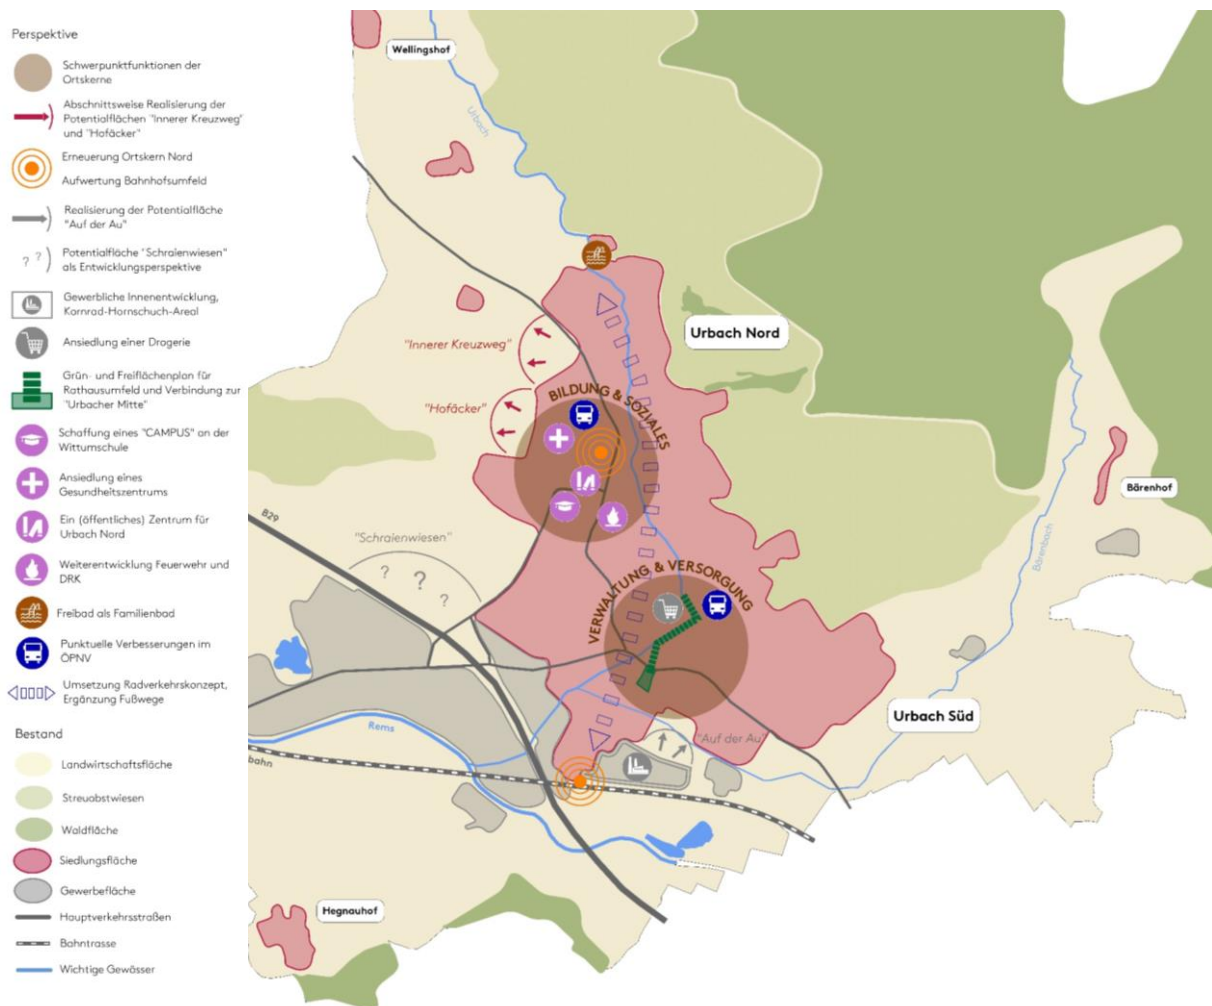 Perspektive
Schwerpunktfunktionen der
Ortskerne
Abschnittsweise Realisierung der
Potentialflächen "Innerer Kreuzweg"
und "Hofäcker"
Erneuerung Ortskern Nord
Aufwertung Bahnhofsumfeld
Realisierung der Potentialfläche
"Auf der Au"
? ?
Potentialfläche "Schraienwiesen"
als Entwicklungsperspektive
Gewerbliche Innenentwicklung,
Kornrad-Hornschuch-Areal
Ansiedlung einer Drogerie
Grün- und Freiflächenplan für
Rathausumfeld und Verbindung zur
"Urbacher Mitte"
Schaffung eines "CAMPUS" an der
Wittumschule
Ansiedlung eines
Gesundheitszentrums
Ein (öffentliches) Zentrum für
Urbach Nord
Weiterentwicklung Feuerwehr und
DRK
Freibad als Familienbad
Punktuelle Verbesserungen im
ÖPNV
Umsetzung Radverkehrskonzept,
Ergänzung Fußwege
Bestand
Landwirtschaftsfläche
Streuobstwiesen
Waldfläche
Siedlungsfläche
Gewerbefläche
Hauptverkehrsstraßen
Bahntrasse
Wichtige Gewässer
Wellingshof
Urbach
Urbach Nord
"Innerer Kreuzweg"
"Hofäcker"
BILDUNG & SOZIALES
Bärenhof
B29
"Schraienwiesen"
? ? ?
Bärenbach
VERWALTUNG & VERSORGUNG
Urbach Süd
Rems
"Auf der Au"
bahn
Hegnauhof